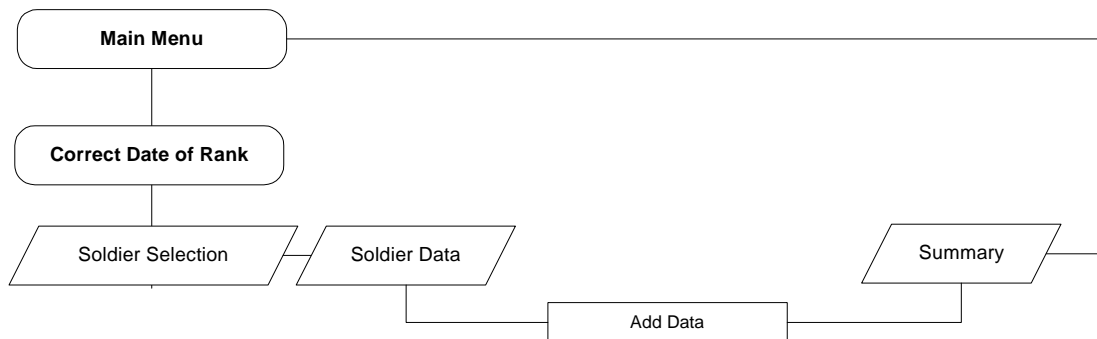 Main Menu
Correct Date of Rank
Soldier Selection
Soldier Data
Summary
Add Data